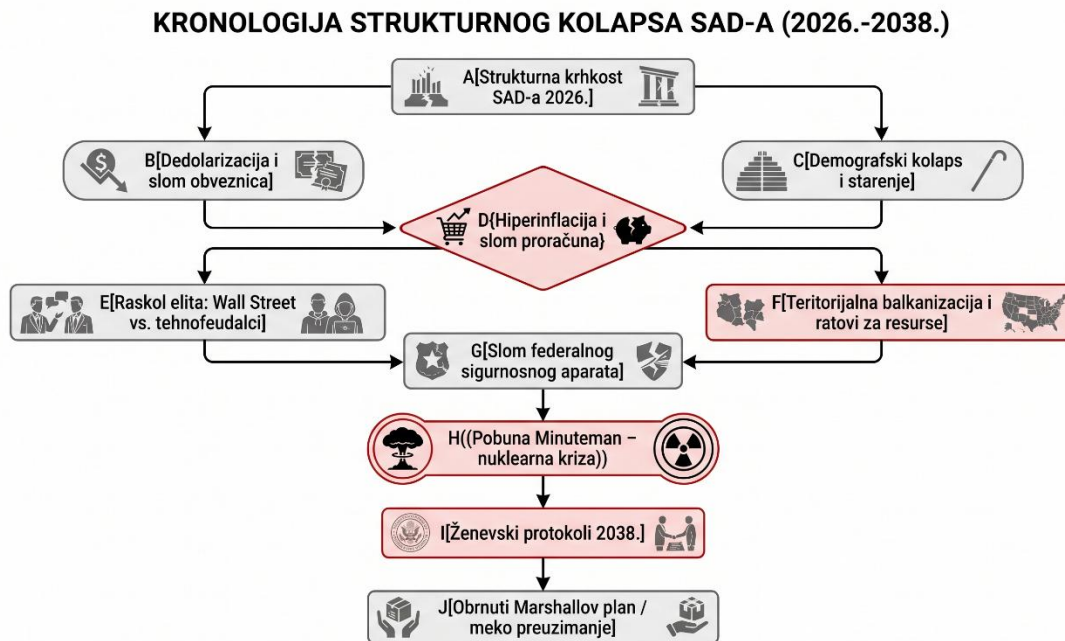 KRONOLOGIJA STRUKTURNOG KOLAPSA SAD-A (2026.-2038.)
A[Strukturna krhkost
SAD-a 2026.]
B[Dedolarizacija i
slom obveznica]
C[Demografski kolaps
i starenje]
D{Hiperinflacija i
slom proračuna}
E[Raskol elita: Wall Street
vs. tehnofeudalci]
F[Teritorijalna balkanizacija i
ratovi za resurse]
G[Slom federalnog
sigurnosnog aparata]
H((Pobuna Minuteman –
nuklearna kriza))
I[Ženevski protokoli 2038.]
J[Obrnuti Marshallov plan /
meko preuzimanje]